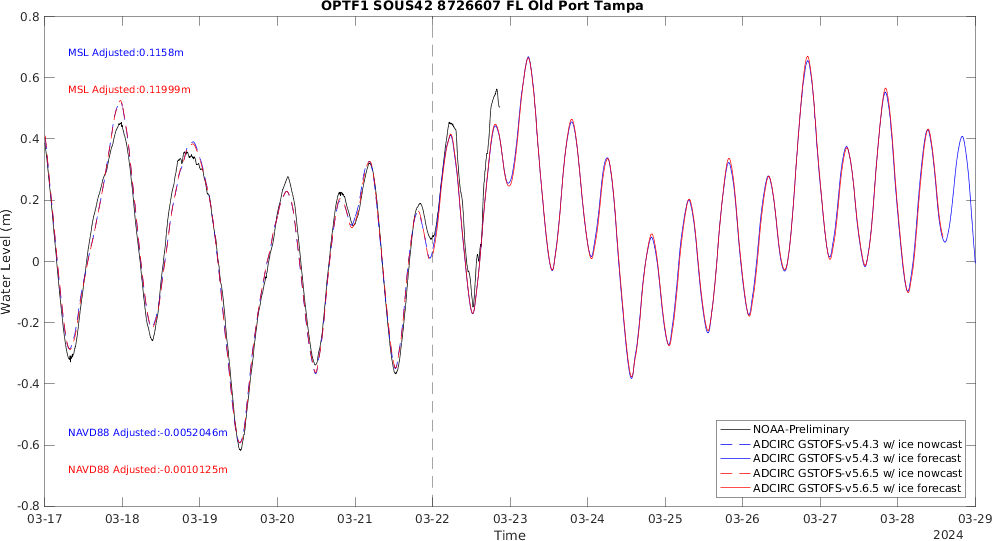 OPTF1 SOUS42 8726607 FL Old Port Tampa
0.8
MSL Adjusted:0.1158m
0.6
MSL Adjusted:0.11999m
0.4
0.2
Water Level (m)
0
-0.2
-0.4
NOAA-Preliminary
NAVD88 Adjusted:-0.0052046m
ADCIRC GSTOFS-v5.4.3 w/ ice nowcast
-0.6
ADCIRC GSTOFS-v5.4.3 w/ ice forecast
NAVD88 Adjusted:-0.0010125m
ADCIRC GSTOFS-v5.6.5 w/ ice nowcast
ADCIRC GSTOFS-v5.6.5 w/ ice forecast
-0.8
03-17 03-18 03-19 03-20 03-21 03-22 03-23 03-24 03-25 03-26 03-27 03-28 03-29
Time
2024